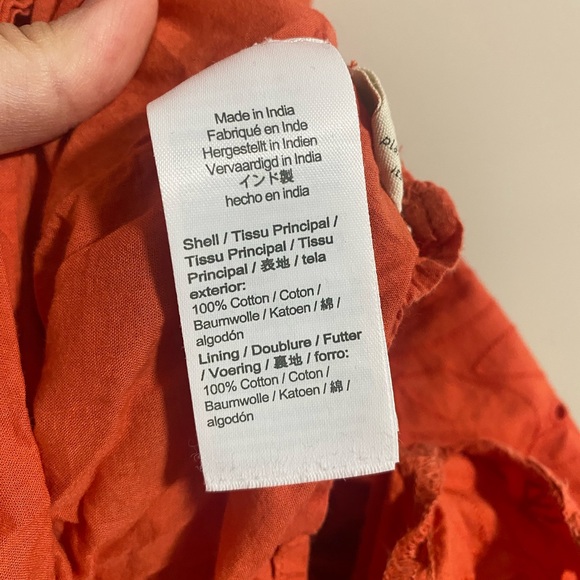 Made in India
Fabriqué en Inde
Hergestellt in Indien
Vervaardigd in India
インド製
hecho en india
Shell / Tissu Principal /
Tissu Principal / Tissu
Principal / 表地 / tela
exterior:
100% Cotton / Coton /
Baumwolle / Katoen / 綿 /
algodón
Lining / Doublure / Futter
/ Voering / 裏地 / forro:
100% Cotton / Coton /
Baumwolle / Katoen / 綿 /
algodón